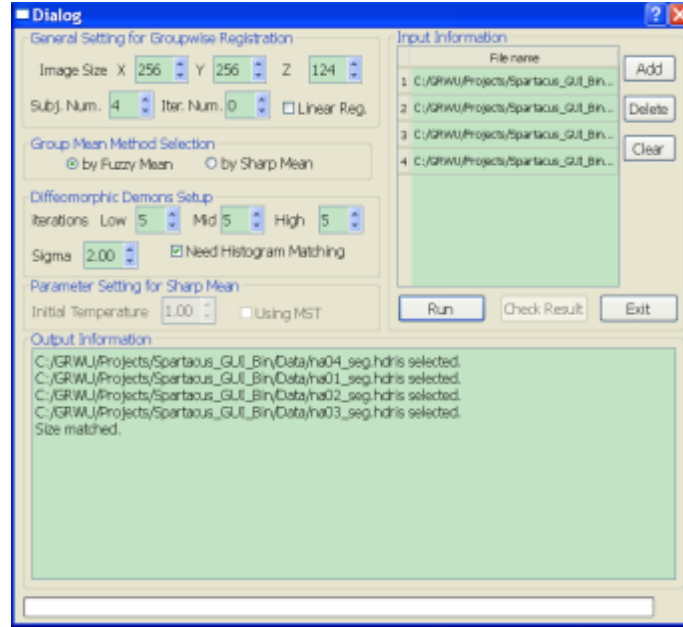 Dialog
General Setting for Groupwise Registration
Image Size X 256 Y 256 Z 124
Subj. Num. 4 Iter. Num. 0 Linear Reg.
Group Mean Method Selection
by Fuzzy Mean by Sharp Mean
Diffeomorphic Demons Setup
Iterations Low 5 Mid 5 High 5
Sigma 2.00 Need Histogram Matching
Parameter Setting for Sharp Mean
Initial Temperature 1.00 Using MST
Input Information
File name
1 C:/GRWU/Projects/Spartacus_GUI_Bin...
2 C:/GRWU/Projects/Spartacus_GUI_Bin...
3 C:/GRWU/Projects/Spartacus_GUI_Bin...
4 C:/GRWU/Projects/Spartacus_GUI_Bin...
Add
Delete
Clear
Run Check Result Exit
Output Information
C:/GRWU/Projects/Spartacus_GUI_Bin/Data/na04_seg.hdris selected.
C:/GRWU/Projects/Spartacus_GUI_Bin/Data/na01_seg.hdris selected.
C:/GRWU/Projects/Spartacus_GUI_Bin/Data/na02_seg.hdris selected.
C:/GRWU/Projects/Spartacus_GUI_Bin/Data/na03_seg.hdris selected.
Size matched.